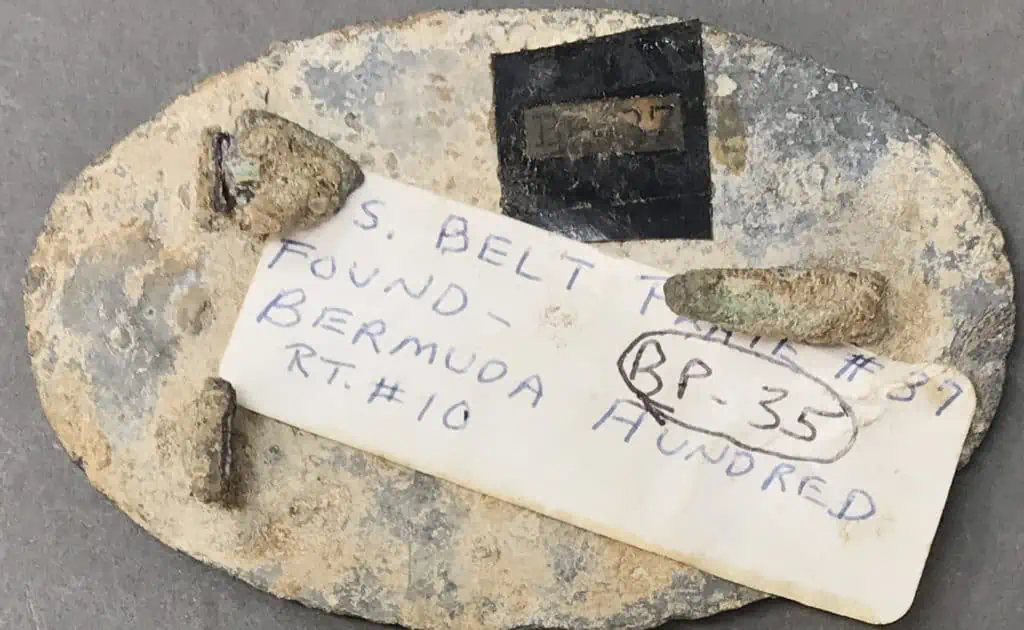 S. BELT #37
FOUND -
BERMUDA HUNDRED
RT. #10
BP-35